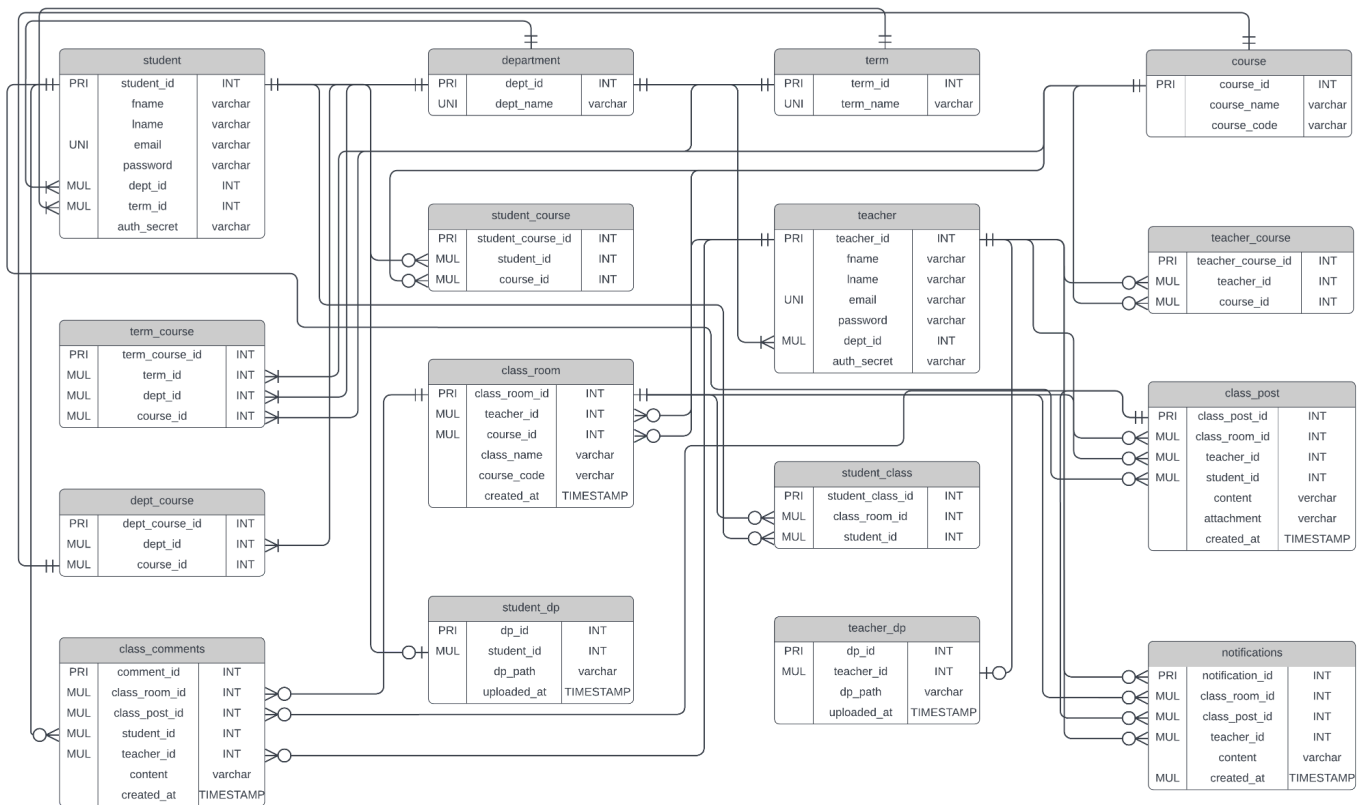 student
PRI student_id INT
fname varchar
lname varchar
UNI email varchar
password varchar
MUL dept_id INT
MUL term_id INT
auth_secret varchar
department
PRI dept_id INT
UNI dept_name varchar
term
PRI term_id INT
UNI term_name varchar
course
PRI course_id INT
course_name varchar
course_code varchar
student_course
PRI student_course_id INT
MUL student_id INT
MUL course_id INT
teacher
PRI teacher_id INT
fname varchar
lname varchar
UNI email varchar
password varchar
MUL dept_id INT
auth_secret varchar
teacher_course
PRI teacher_course_id INT
MUL teacher_id INT
MUL course_id INT
term_course
PRI term_course_id INT
MUL term_id INT
MUL dept_id INT
MUL course_id INT
class_room
PRI class_room_id INT
MUL teacher_id INT
MUL course_id INT
class_name varchar
course_code verchar
created_at TIMESTAMP
class_post
PRI class_post_id INT
MUL class_room_id INT
MUL teacher_id INT
MUL student_id INT
content verchar
attachment verchar
created_at TIMESTAMP
student_class
PRI student_class_id INT
MUL class_room_id INT
MUL student_id INT
dept_course
PRI dept_course_id INT
MUL dept_id INT
MUL course_id INT
student_dp
PRI dp_id INT
MUL student_id INT
dp_path varchar
uploaded_at TIMESTAMP
teacher_dp
PRI dp_id INT
MUL teacher_id INT
dp_path varchar
uploaded_at TIMESTAMP
class_comments
PRI comment_id INT
MUL class_room_id INT
MUL class_post_id INT
MUL student_id INT
MUL teacher_id INT
content varchar
created_at TIMESTAMP
notifications
PRI notification_id INT
MUL class_room_id INT
MUL class_post_id INT
MUL teacher_id INT
content varchar
MUL created_at TIMESTAMP